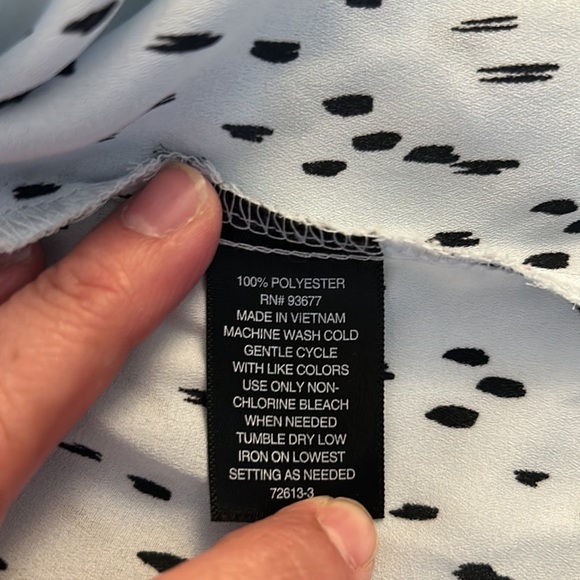 100% POLYESTER
RN# 93677
MADE IN VIETNAM
MACHINE WASH COLD
GENTLE CYCLE
WITH LIKE COLORS
USE ONLY NON-
CHLORINE BLEACH
WHEN NEEDED
TUMBLE DRY LOW
IRON ON LOWEST
SETTING AS NEEDED
72613-3